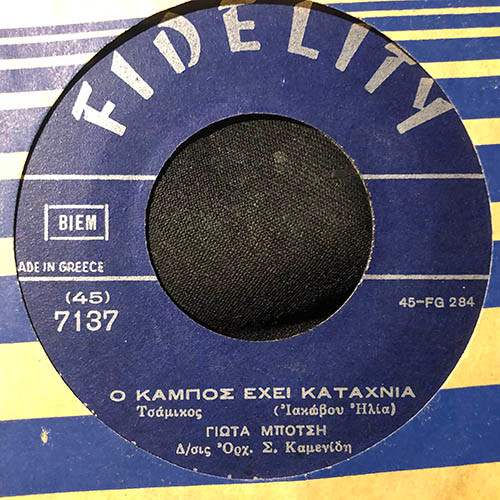 FIDELITY
BIEM
ADE IN GREECE
(45)
7137
45-FG 284
Ο ΚΑΜΠΟΣ ΕΧΕΙ ΚΑΤΑΧΝΙΑ
Τσάμικος (Ἰακώβου Ἠλία)
ΓΙΩΤΑ ΜΠΟΤΣΗ
Δ/σις Ὀρχ. Σ. Καμενίδη